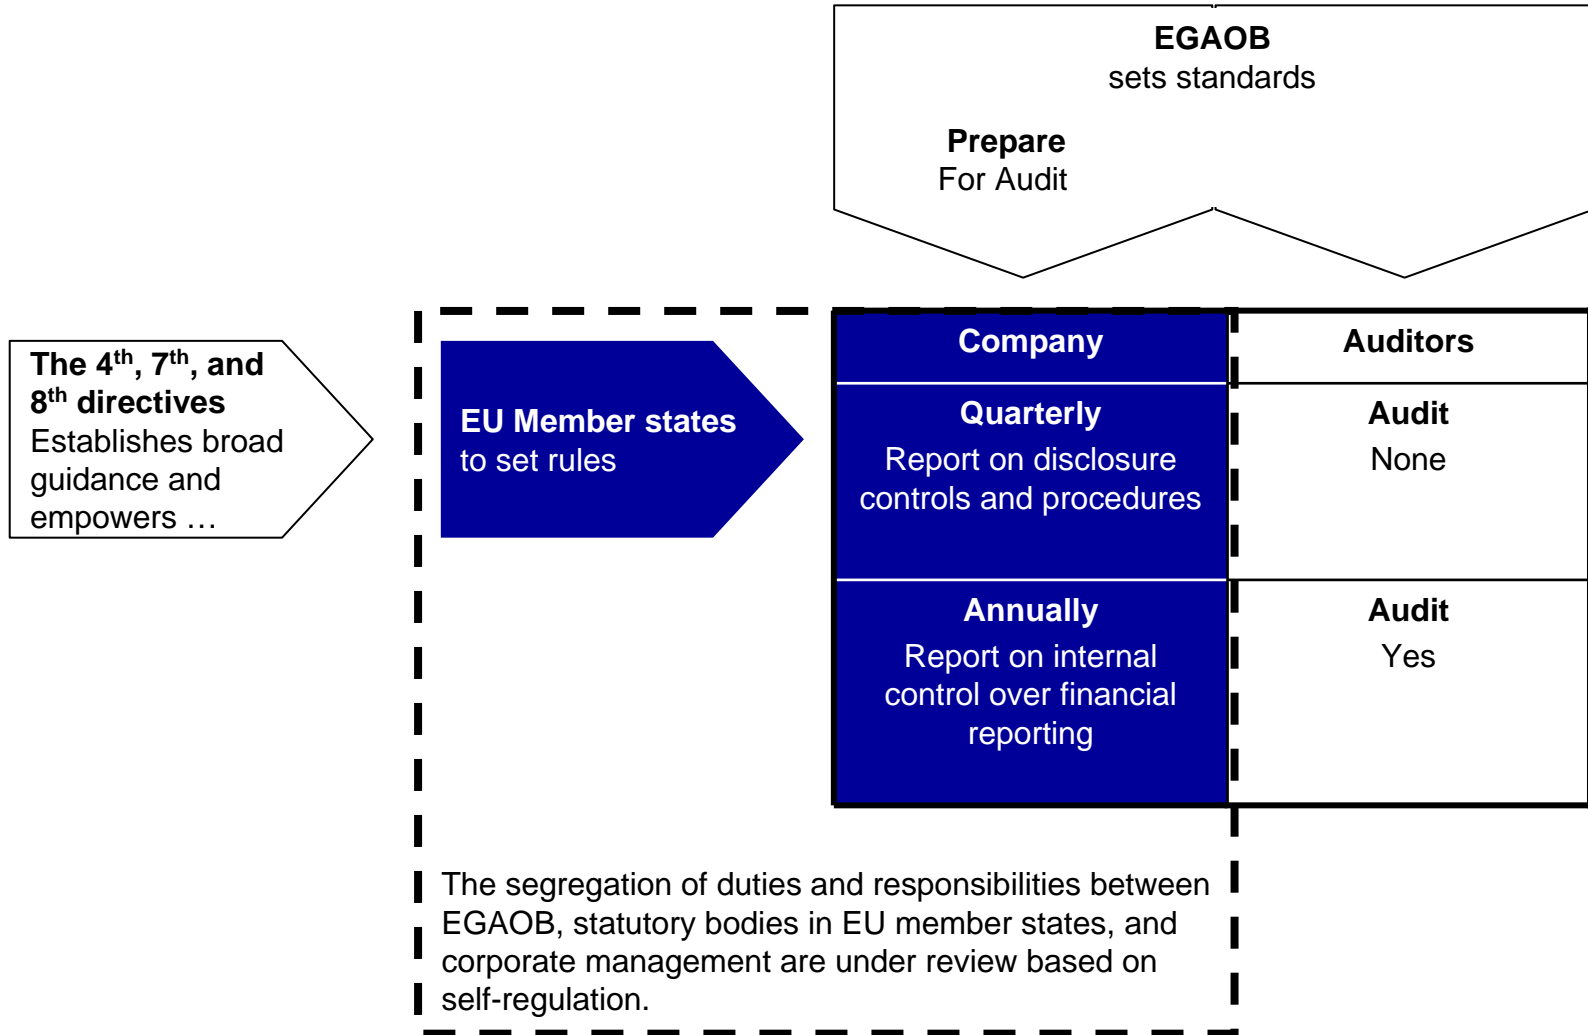 EGAOB
sets standards
Prepare
For Audit
The 4th, 7th, and
8th directives
Establishes broad
guidance and
empowers …
EU Member states
to set rules
Company
Auditors
Quarterly
Report on disclosure
controls and procedures
Audit
None
Annually
Report on internal
control over financial
reporting
Audit
Yes
The segregation of duties and responsibilities between
EGAOB, statutory bodies in EU member states, and
corporate management are under review based on
self-regulation.